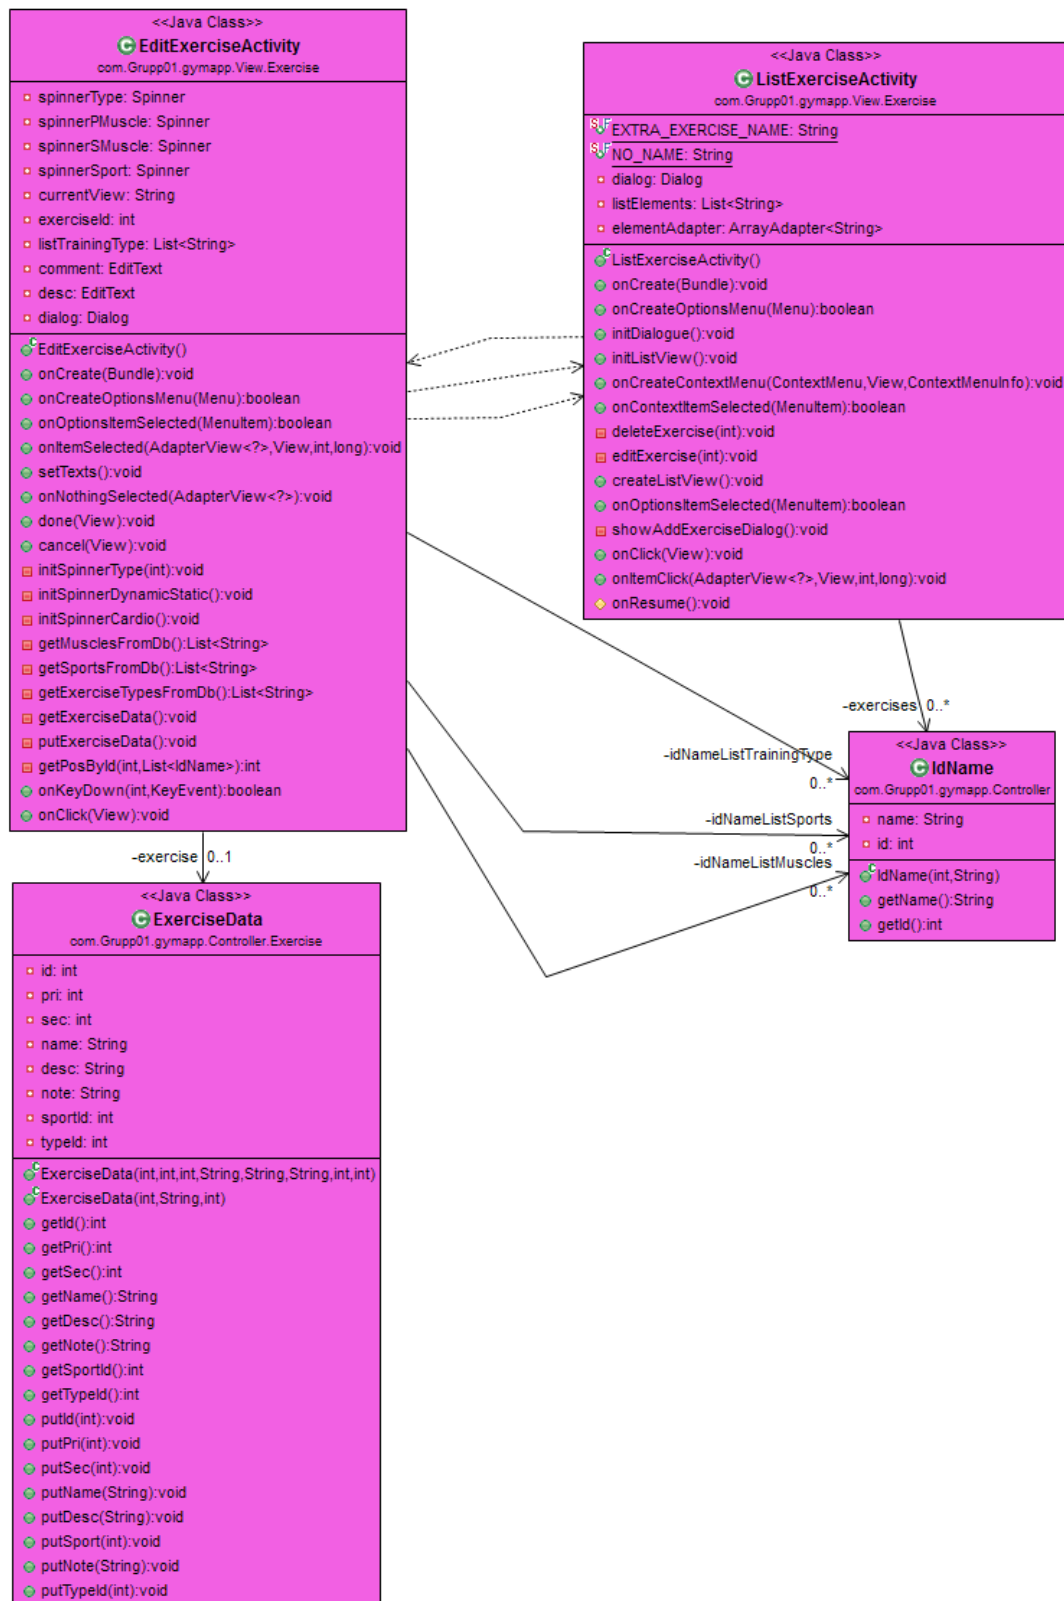 <<Java Class>>
EditExerciseActivity
com.Grupp01.gymapp.View.Exercise
spinnerType: Spinner
spinnerPMuscle: Spinner
spinnerSMuscle: Spinner
spinnerSport: Spinner
currentView: String
exerciseId: int
listTrainingType: List<String>
comment: EditText
desc: EditText
dialog: Dialog
EditExerciseActivity()
onCreate(Bundle):void
onCreateOptionsMenu(Menu):boolean
onOptionsItemSelected(MenuItem):boolean
onItemSelected(AdapterView<?>,View,int,long):void
setTexts():void
onNothingSelected(AdapterView<?>):void
done(View):void
cancel(View):void
initSpinnerType(int):void
initSpinnerDynamicStatic():void
initSpinnerCardio():void
getMusclesFromDb():List<String>
getSportsFromDb():List<String>
getExerciseTypesFromDb():List<String>
getExerciseData():void
putExerciseData():void
getPosById(int,List<IdName>):int
onKeyDown(int,KeyEvent):boolean
onClick(View):void
<<Java Class>>
ListExerciseActivity
com.Grupp01.gymapp.View.Exercise
EXTRA_EXERCISE_NAME: String
NO_NAME: String
dialog: Dialog
listElements: List<String>
elementAdapter: ArrayAdapter<String>
ListExerciseActivity()
onCreate(Bundle):void
onCreateOptionsMenu(Menu):boolean
initDialogue():void
initListView():void
onCreateContextMenu(ContextMenu,View,ContextMenuInfo):void
onContextItemSelected(MenuItem):boolean
deleteExercise(int):void
editExercise(int):void
createListView():void
onOptionsItemSelected(MenuItem):boolean
showAddExerciseDialog():void
onClick(View):void
onItemClick(AdapterView<?>,View,int,long):void
onResume():void
-exercises 0..*
-idNameListTrainingType
0..*
-idNameListSports
0..*
-idNameListMuscles
0..*
<<Java Class>>
IdName
com.Grupp01.gymapp.Controller
name: String
id: int
IdName(int,String)
getName():String
getId():int
-exercise 0..1
<<Java Class>>
ExerciseData
com.Grupp01.gymapp.Controller.Exercise
id: int
pri: int
sec: int
name: String
desc: String
note: String
sportId: int
typeId: int
ExerciseData(int,int,int,String,String,String,int,int)
ExerciseData(int,String,int)
getId():int
getPri():int
getSec():int
getName():String
getDesc():String
getNote():String
getSportId():int
getTypeId():int
putId(int):void
putPri(int):void
putSec(int):void
putName(String):void
putDesc(String):void
putSport(int):void
putNote(String):void
putTypeId(int):void